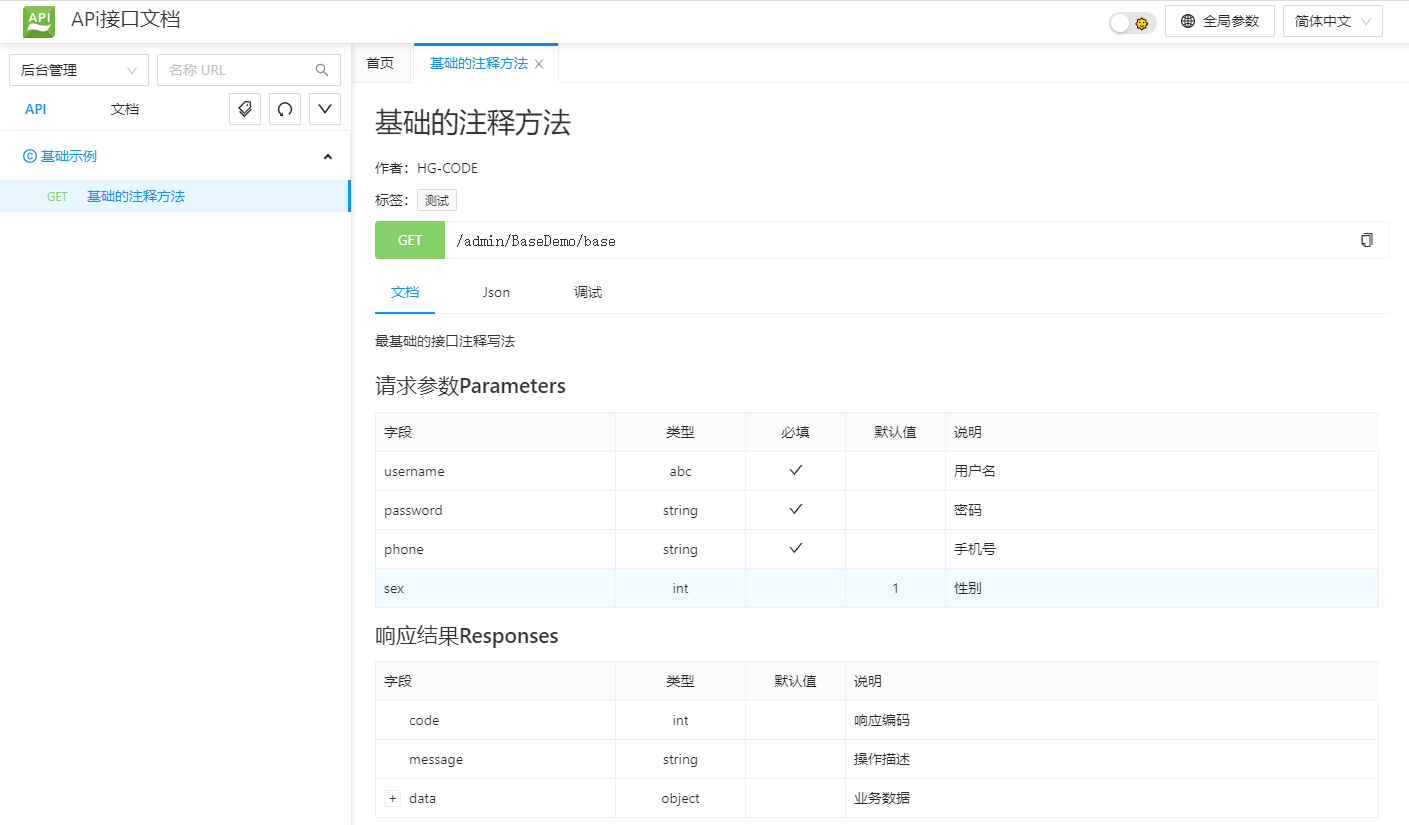 API
APi接口文档
全局参数
简体中文
后台管理
名称 URL
API
文档
基础示例
GET 基础的注释方法
首页
基础的注释方法
基础的注释方法
作者：HG-CODE
标签：测试
GET /admin/BaseDemo/base
文档 Json 调试
最基础的接口注释写法
请求参数Parameters
字段 类型 必填 默认值 说明
username abc 用户名
password string 密码
phone string 手机号
sex int 1 性别
响应结果Responses
字段 类型 默认值 说明
code int 响应编码
message string 操作描述
+ data object 业务数据